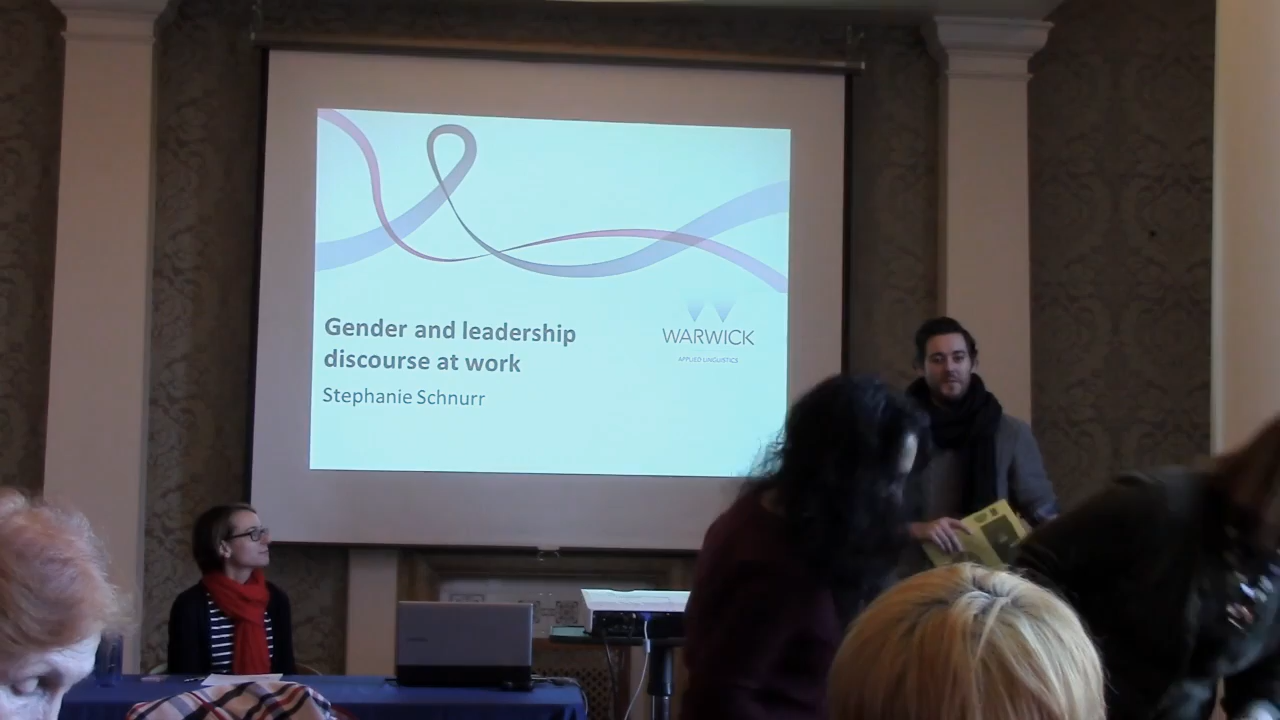 Gender and leadership
discourse at work
Stephanie Schnurr
WARWICK
APPLIED LINGUISTICS